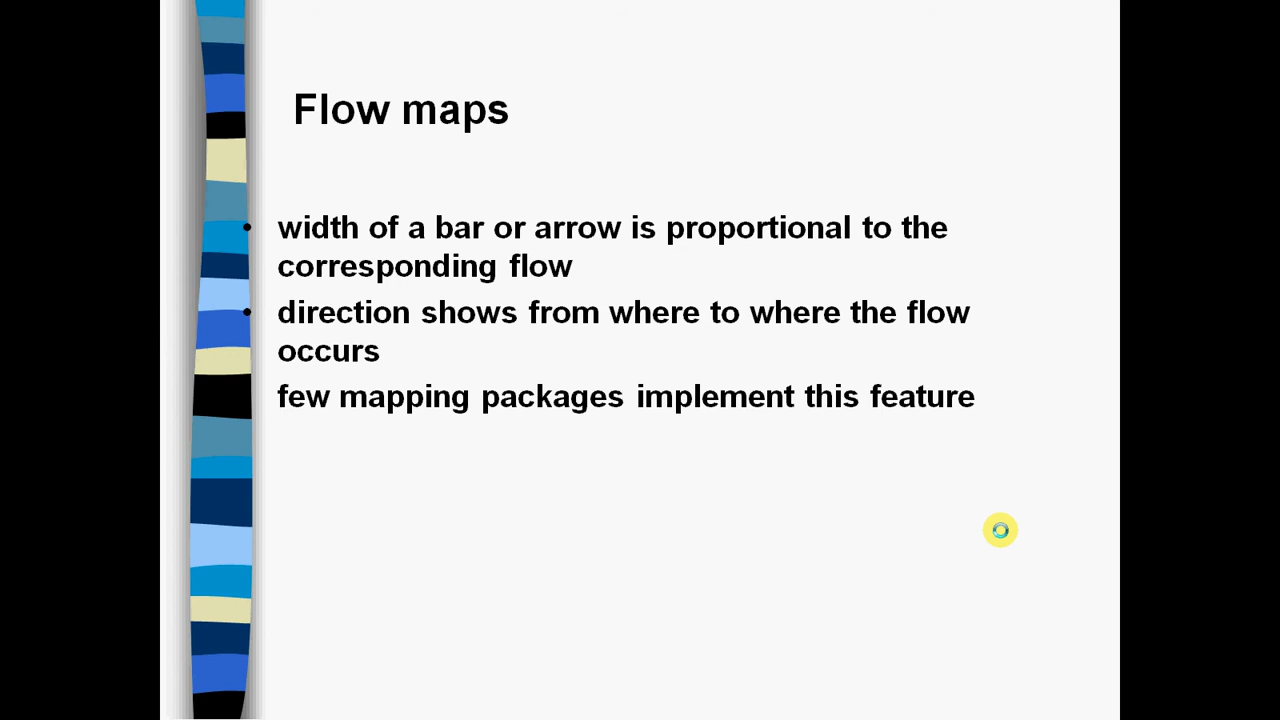 Flow maps
• width of a bar or arrow is proportional to the
corresponding flow
• direction shows from where to where the flow
occurs
few mapping packages implement this feature